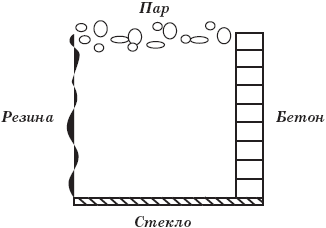 Пар
Резина
Бетон
Стекло